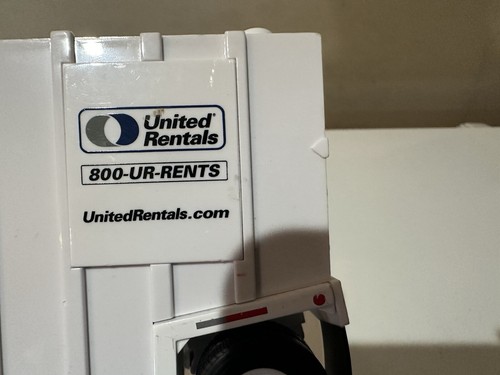 United
Rentals
800-UR-RENTS
UnitedRentals.com